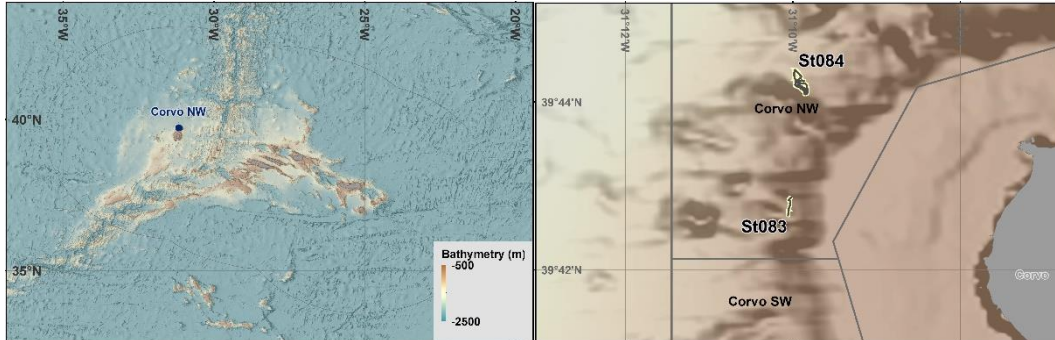 35°W
30°W
25°W
20°W
40°N
Corvo NW
35°N
Bathymetry (m)
-500
-2500
31°12'W
31°10'W
St084
39°44'N
Corvo NW
St083
39°42'N
Corvo SW
Corvo